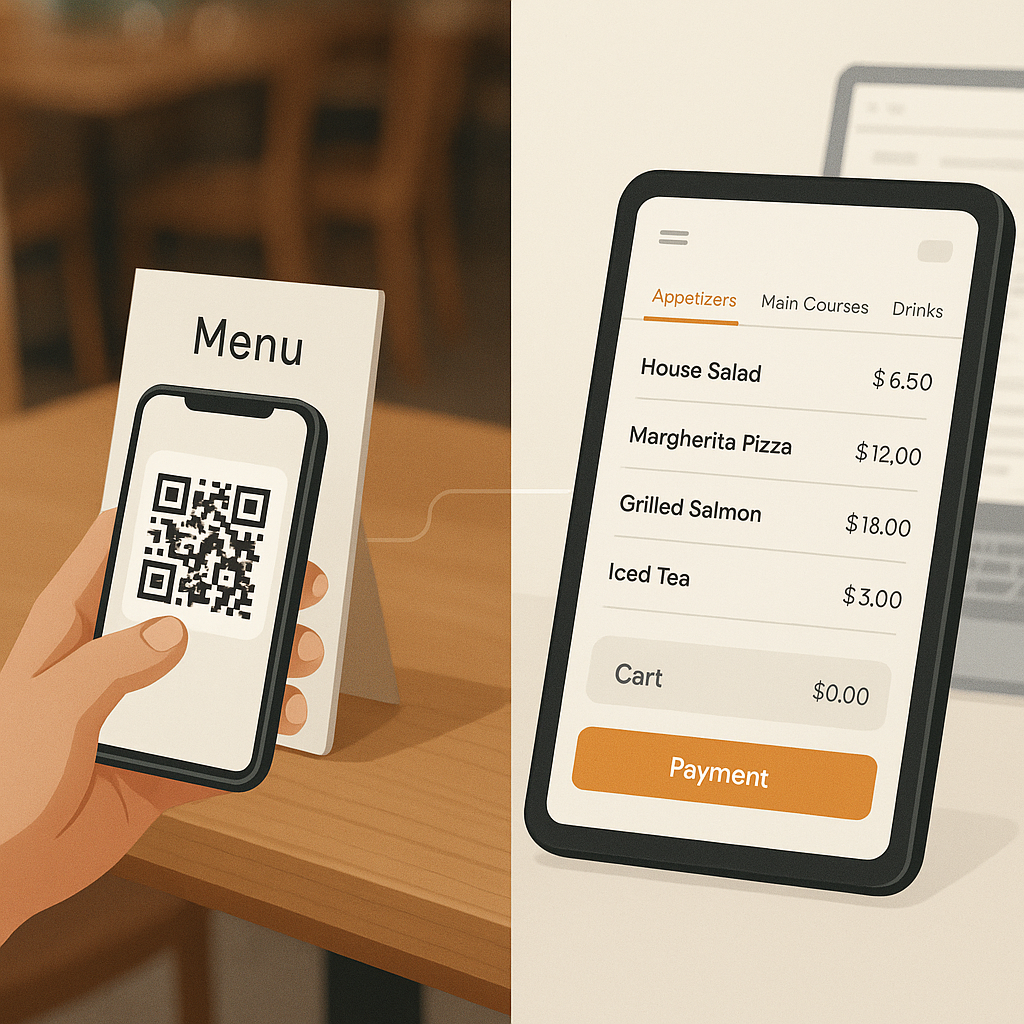 Menu
Appetizers Main Courses Drinks
House Salad $6.50
Margherita Pizza $12,00
Grilled Salmon $18.00
Iced Tea $3.00
Cart $0.00
Payment